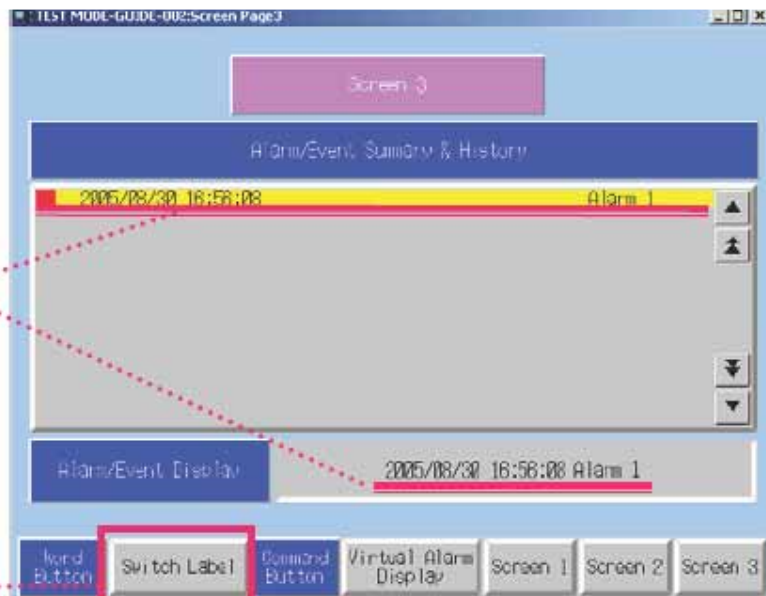 TEST MODE-GUIDE-002:Screen Page3
Screen 3
Alarm/Event Summary & History
2005/08/30 16:56:08 Alarm 1
Alarm/Event Display
2005/08/30 16:56:08 Alarm 1
Word Button
Switch Label
Command Button
Virtual Alarm Display
Screen 1
Screen 2
Screen 3